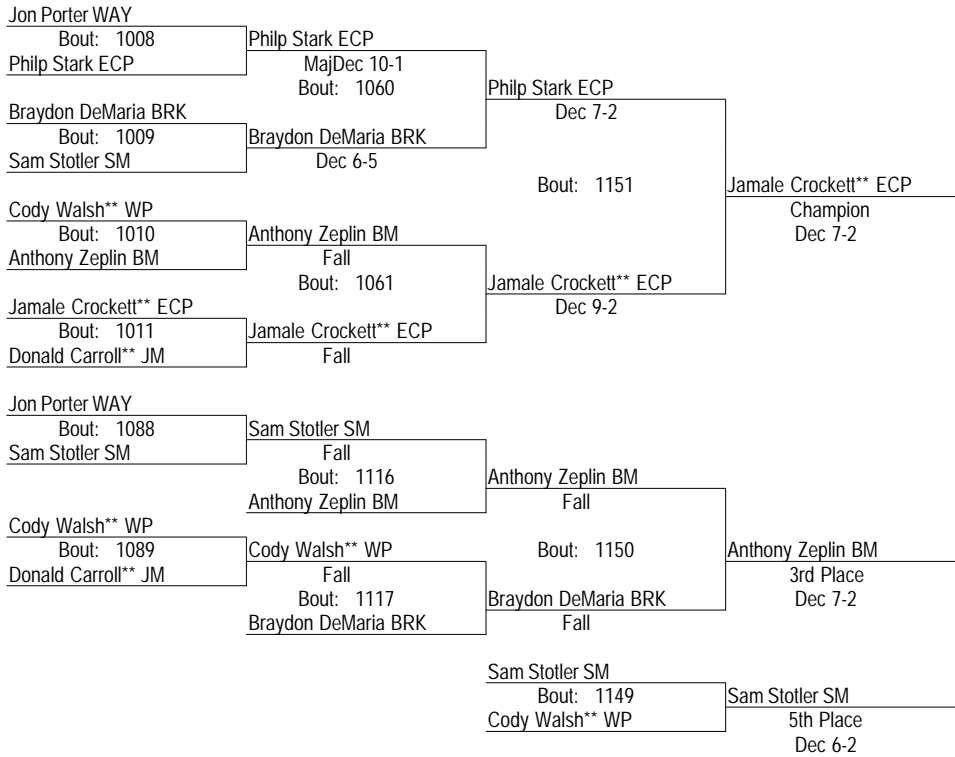 Jon Porter WAY
Bout: 1008
Philp Stark ECP
Philp Stark ECP
MajDec 10-1
Bout: 1060
Philp Stark ECP
Dec 7-2
Braydon DeMaria BRK
Bout: 1009
Braydon DeMaria BRK
Sam Stotler SM
Dec 6-5
Bout: 1151
Jamale Crockett** ECP
Champion
Dec 7-2
Cody Walsh** WP
Bout: 1010
Anthony Zeplin BM
Anthony Zeplin BM
Fall
Bout: 1061
Jamale Crockett** ECP
Dec 9-2
Jamale Crockett** ECP
Bout: 1011
Jamale Crockett** ECP
Donald Carroll** JM
Fall
Jon Porter WAY
Bout: 1088
Sam Stotler SM
Sam Stotler SM
Fall
Bout: 1116
Anthony Zeplin BM
Anthony Zeplin BM
Fall
Cody Walsh** WP
Bout: 1089
Cody Walsh** WP
Bout: 1150
Anthony Zeplin BM
Donald Carroll** JM
Fall
3rd Place
Bout: 1117
Braydon DeMaria BRK
Dec 7-2
Braydon DeMaria BRK
Fall
Sam Stotler SM
Bout: 1149
Sam Stotler SM
Cody Walsh** WP
5th Place
Dec 6-2